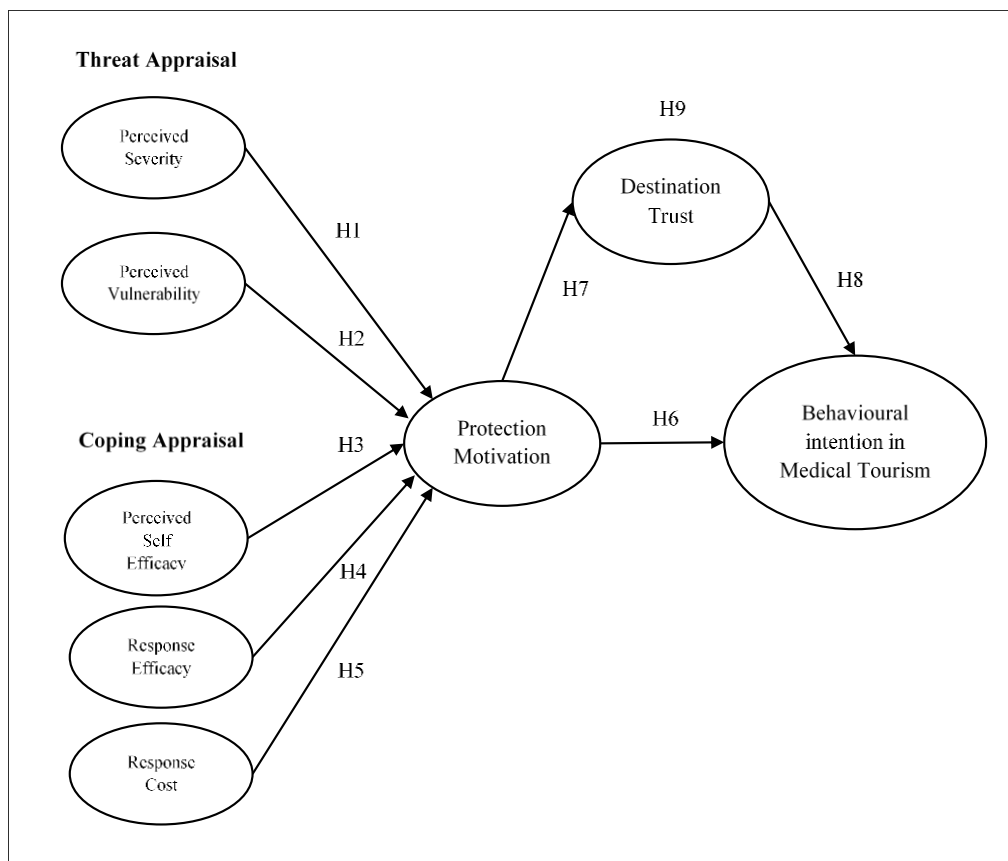 Threat Appraisal
Perceived
Severity
H1
Perceived
Vulnerability
H2
Coping Appraisal
H3
Perceived
Self
Efficacy
H4
Response
Efficacy
H5
Response
Cost
Protection
Motivation
H7
H9
Destination
Trust
H8
H6
Behavioural
intention in
Medical Tourism